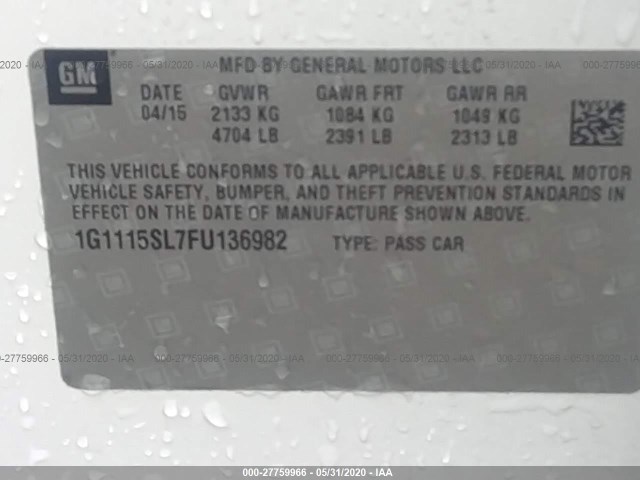 GM
MFD BY GENERAL MOTORS LLC
DATE GVWR GAWR FRT GAWR RR
04/15 2133 KG 1084 KG 1049 KG
4704 LB 2391 LB 2313 LB
THIS VEHICLE CONFORMS TO ALL APPLICABLE U.S. FEDERAL MOTOR
VEHICLE SAFETY, BUMPER, AND THEFT PREVENTION STANDARDS IN
EFFECT ON THE DATE OF MANUFACTURE SHOWN ABOVE.
1G1115SL7FU136982 TYPE: PASS CAR
000-27759966 - 05/31/2020 - IAA